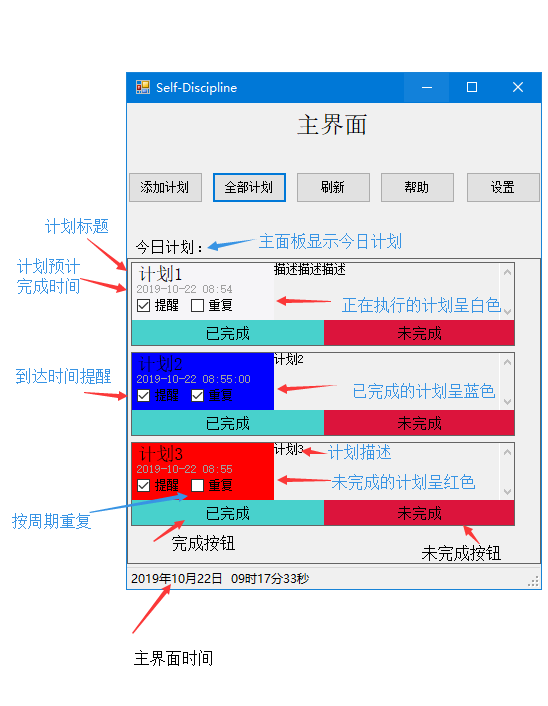 Self-Discipline
主界面
添加计划 全部计划 刷新 帮助 设置
计划标题
今日计划： 主面板显示今日计划
计划预计
完成时间
计划1 描述描述描述
2019-10-22 08:54
提醒 重复 正在执行的计划呈白色
已完成 未完成
到达时间提醒
计划2 计划2
2019-10-22 08:55:00
提醒 重复 已完成的计划呈蓝色
已完成 未完成
计划3 计划3 计划描述
2019-10-22 08:55
提醒 重复 未完成的计划呈红色
按周期重复
已完成 未完成
完成按钮 未完成按钮
2019年10月22日 09时17分33秒
主界面时间